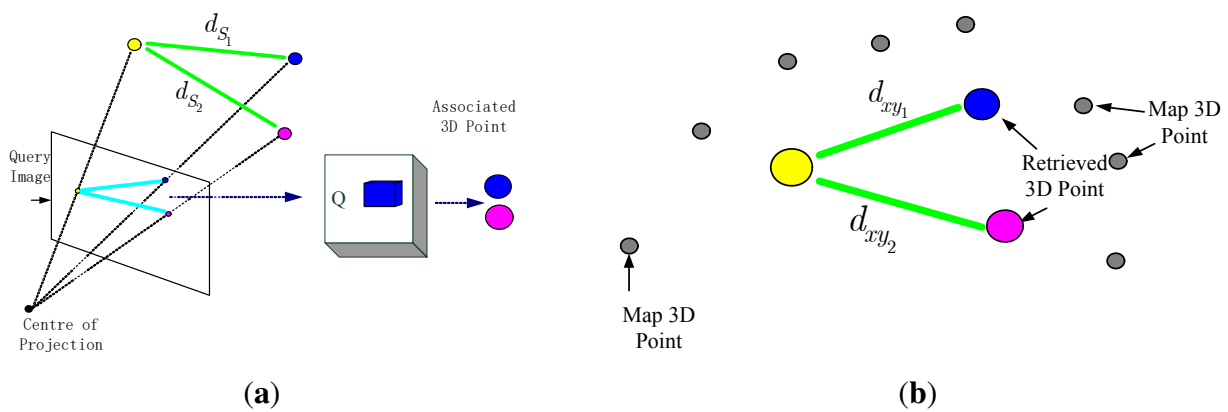 d_{S_1}
d_{S_2}
Associated
3D Point
Query
Image
Q
Centre of
Projection
(a)
d_{xy_1}
d_{xy_2}
Map 3D
Point
Retrieved
3D Point
Map 3D
Point
(b)